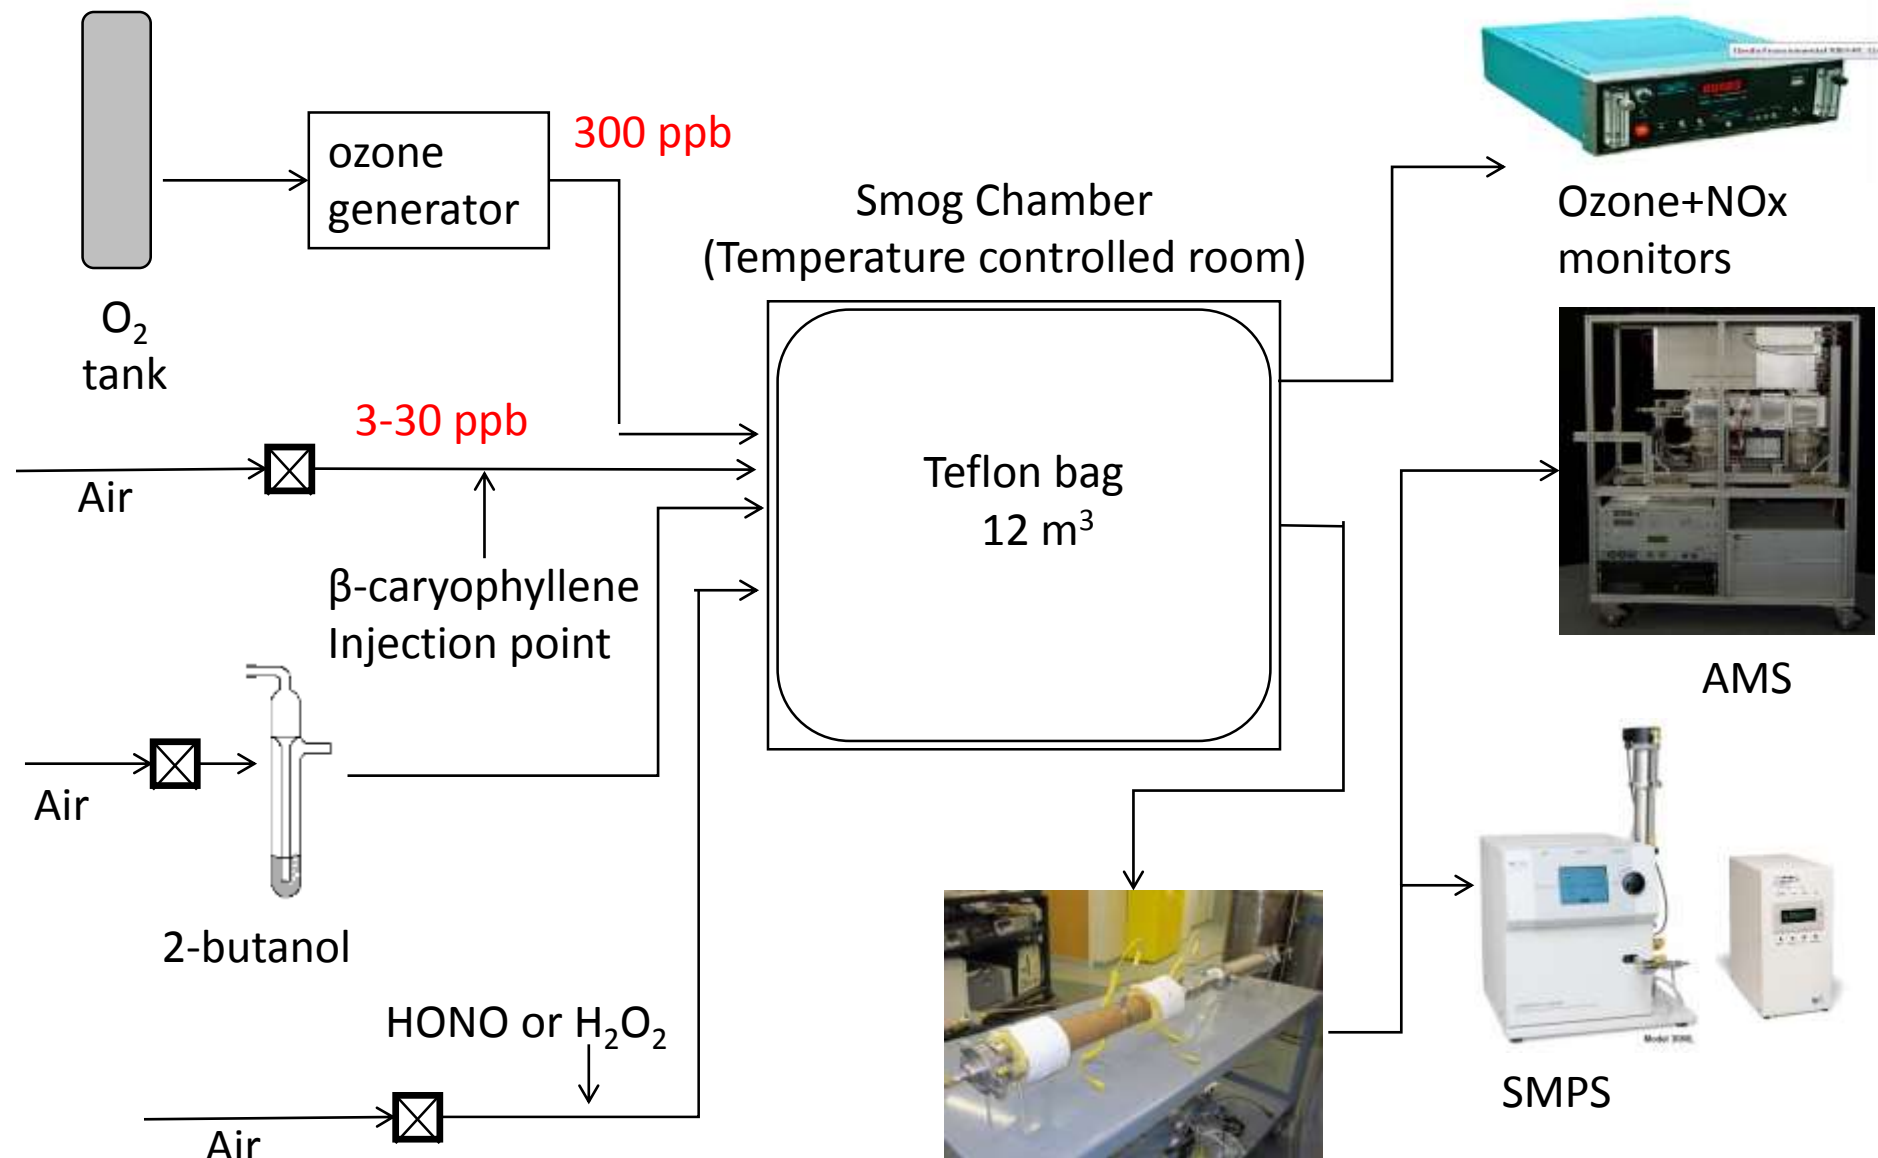 300 ppb
ozone
generator
O₂
tank
Smog Chamber
(Temperature controlled room)
Ozone+NOx
monitors
3-30 ppb
Air
Teflon bag
12 m³
β-caryophyllene
Injection point
AMS
Air
2-butanol
HONO or H₂O₂
Air
SMPS